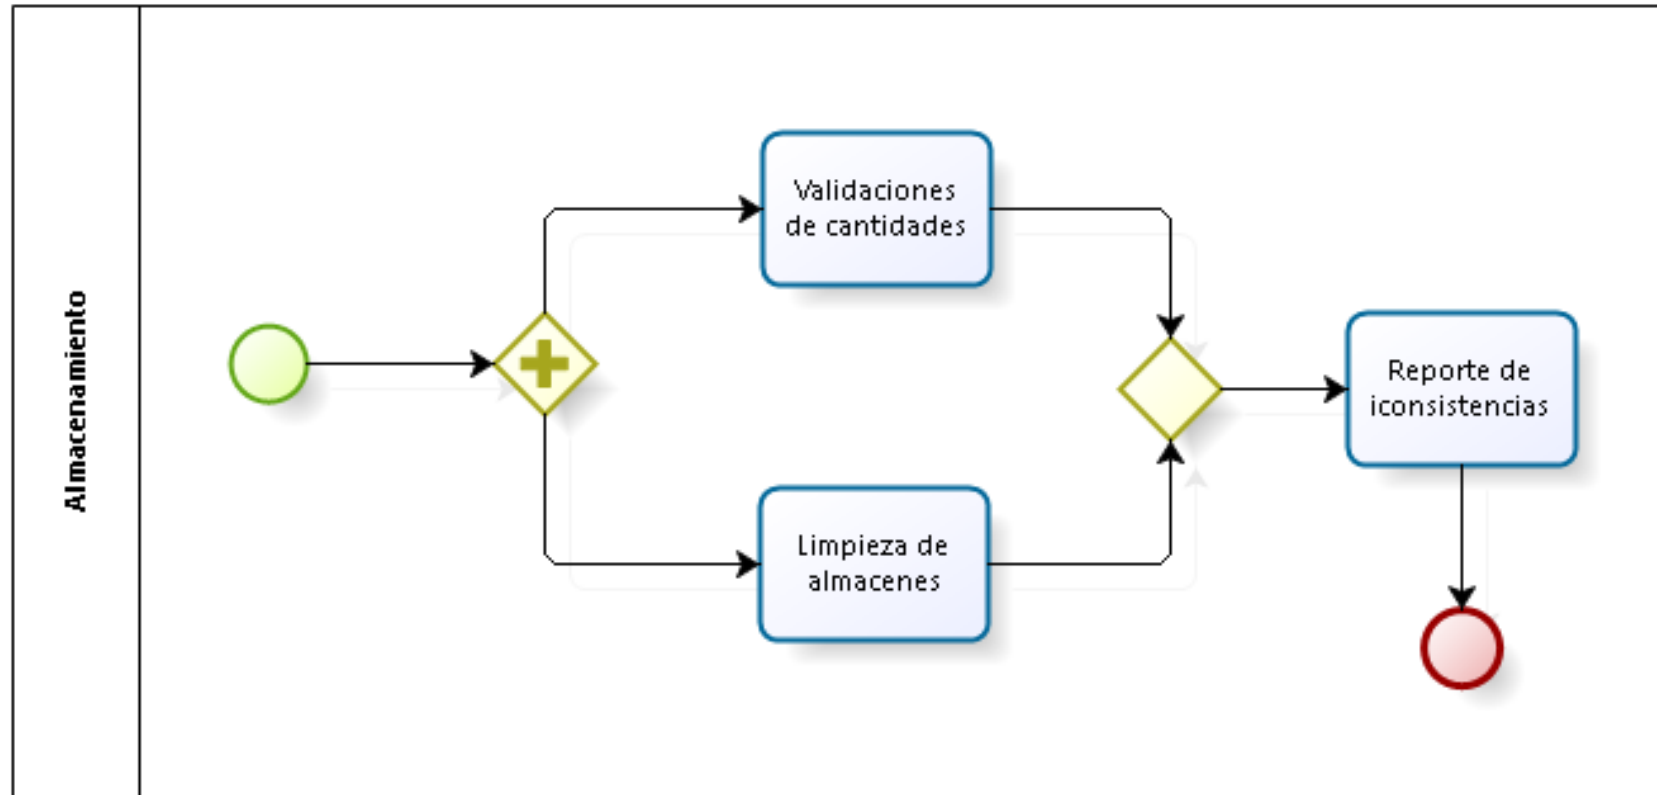 Almacenamiento
Validaciones
de cantidades
Limpieza de
almacenes
Reporte de
iconsistencias